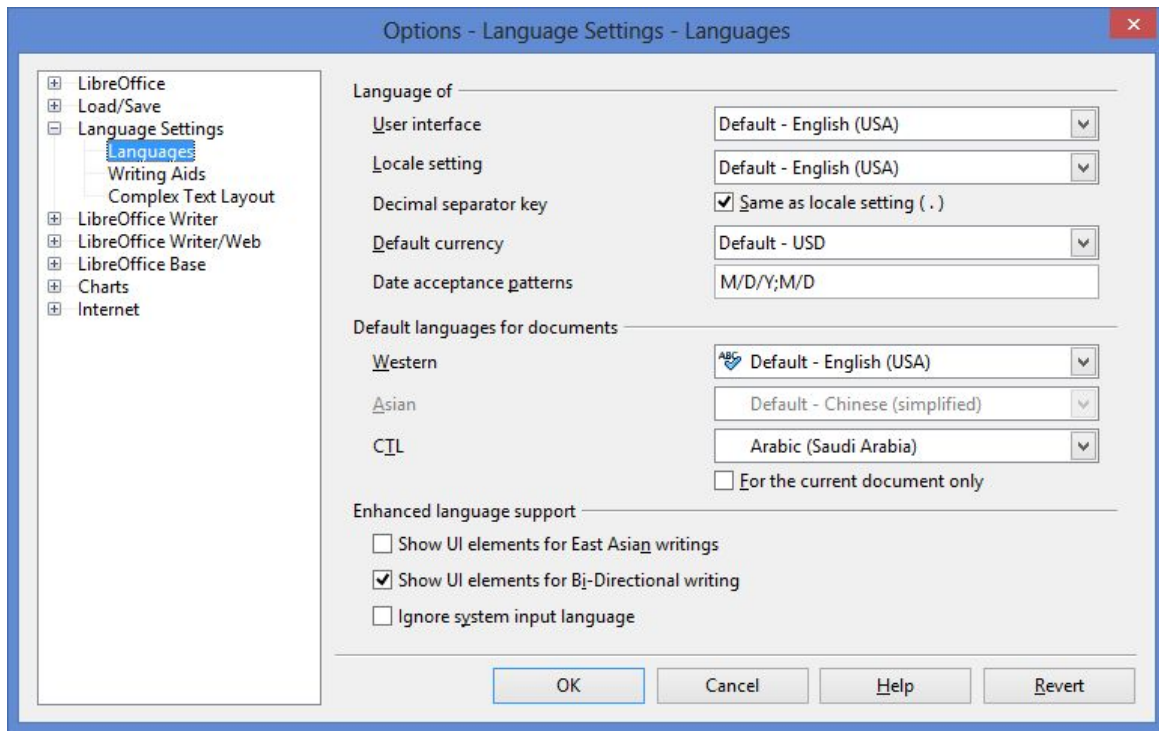 Options - Language Settings - Languages
LibreOffice
Load/Save
Language Settings
Languages
Writing Aids
Complex Text Layout
LibreOffice Writer
LibreOffice Writer/Web
LibreOffice Base
Charts
Internet
Language of
User interface
Default - English (USA)
Locale setting
Default - English (USA)
Decimal separator key
Same as locale setting ( . )
Default currency
Default - USD
Date acceptance patterns
M/D/Y;M/D
Default languages for documents
Western
ABC Default - English (USA)
Asian
Default - Chinese (simplified)
CTL
Arabic (Saudi Arabia)
For the current document only
Enhanced language support
Show UI elements for East Asian writings
Show UI elements for Bi-Directional writing
Ignore system input language
OK
Cancel
Help
Revert